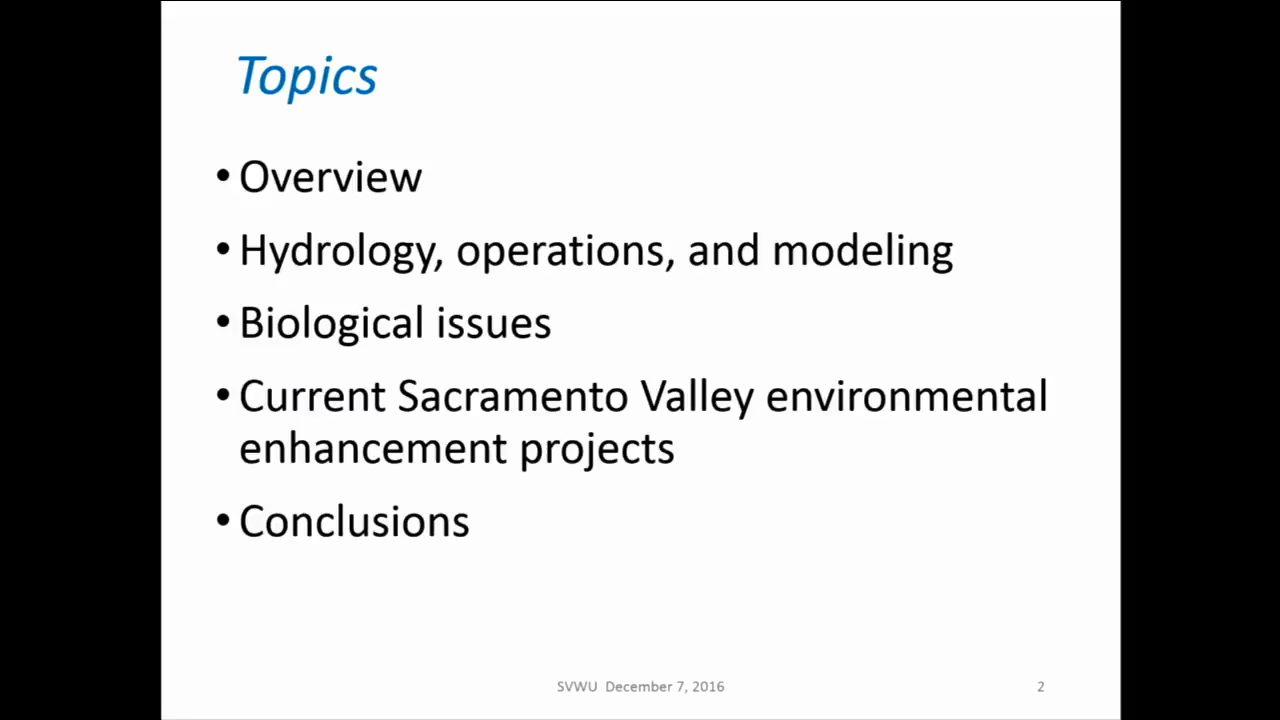 Topics
• Overview
• Hydrology, operations, and modeling
• Biological issues
• Current Sacramento Valley environmental
enhancement projects
• Conclusions
SVWU December 7, 2016
2